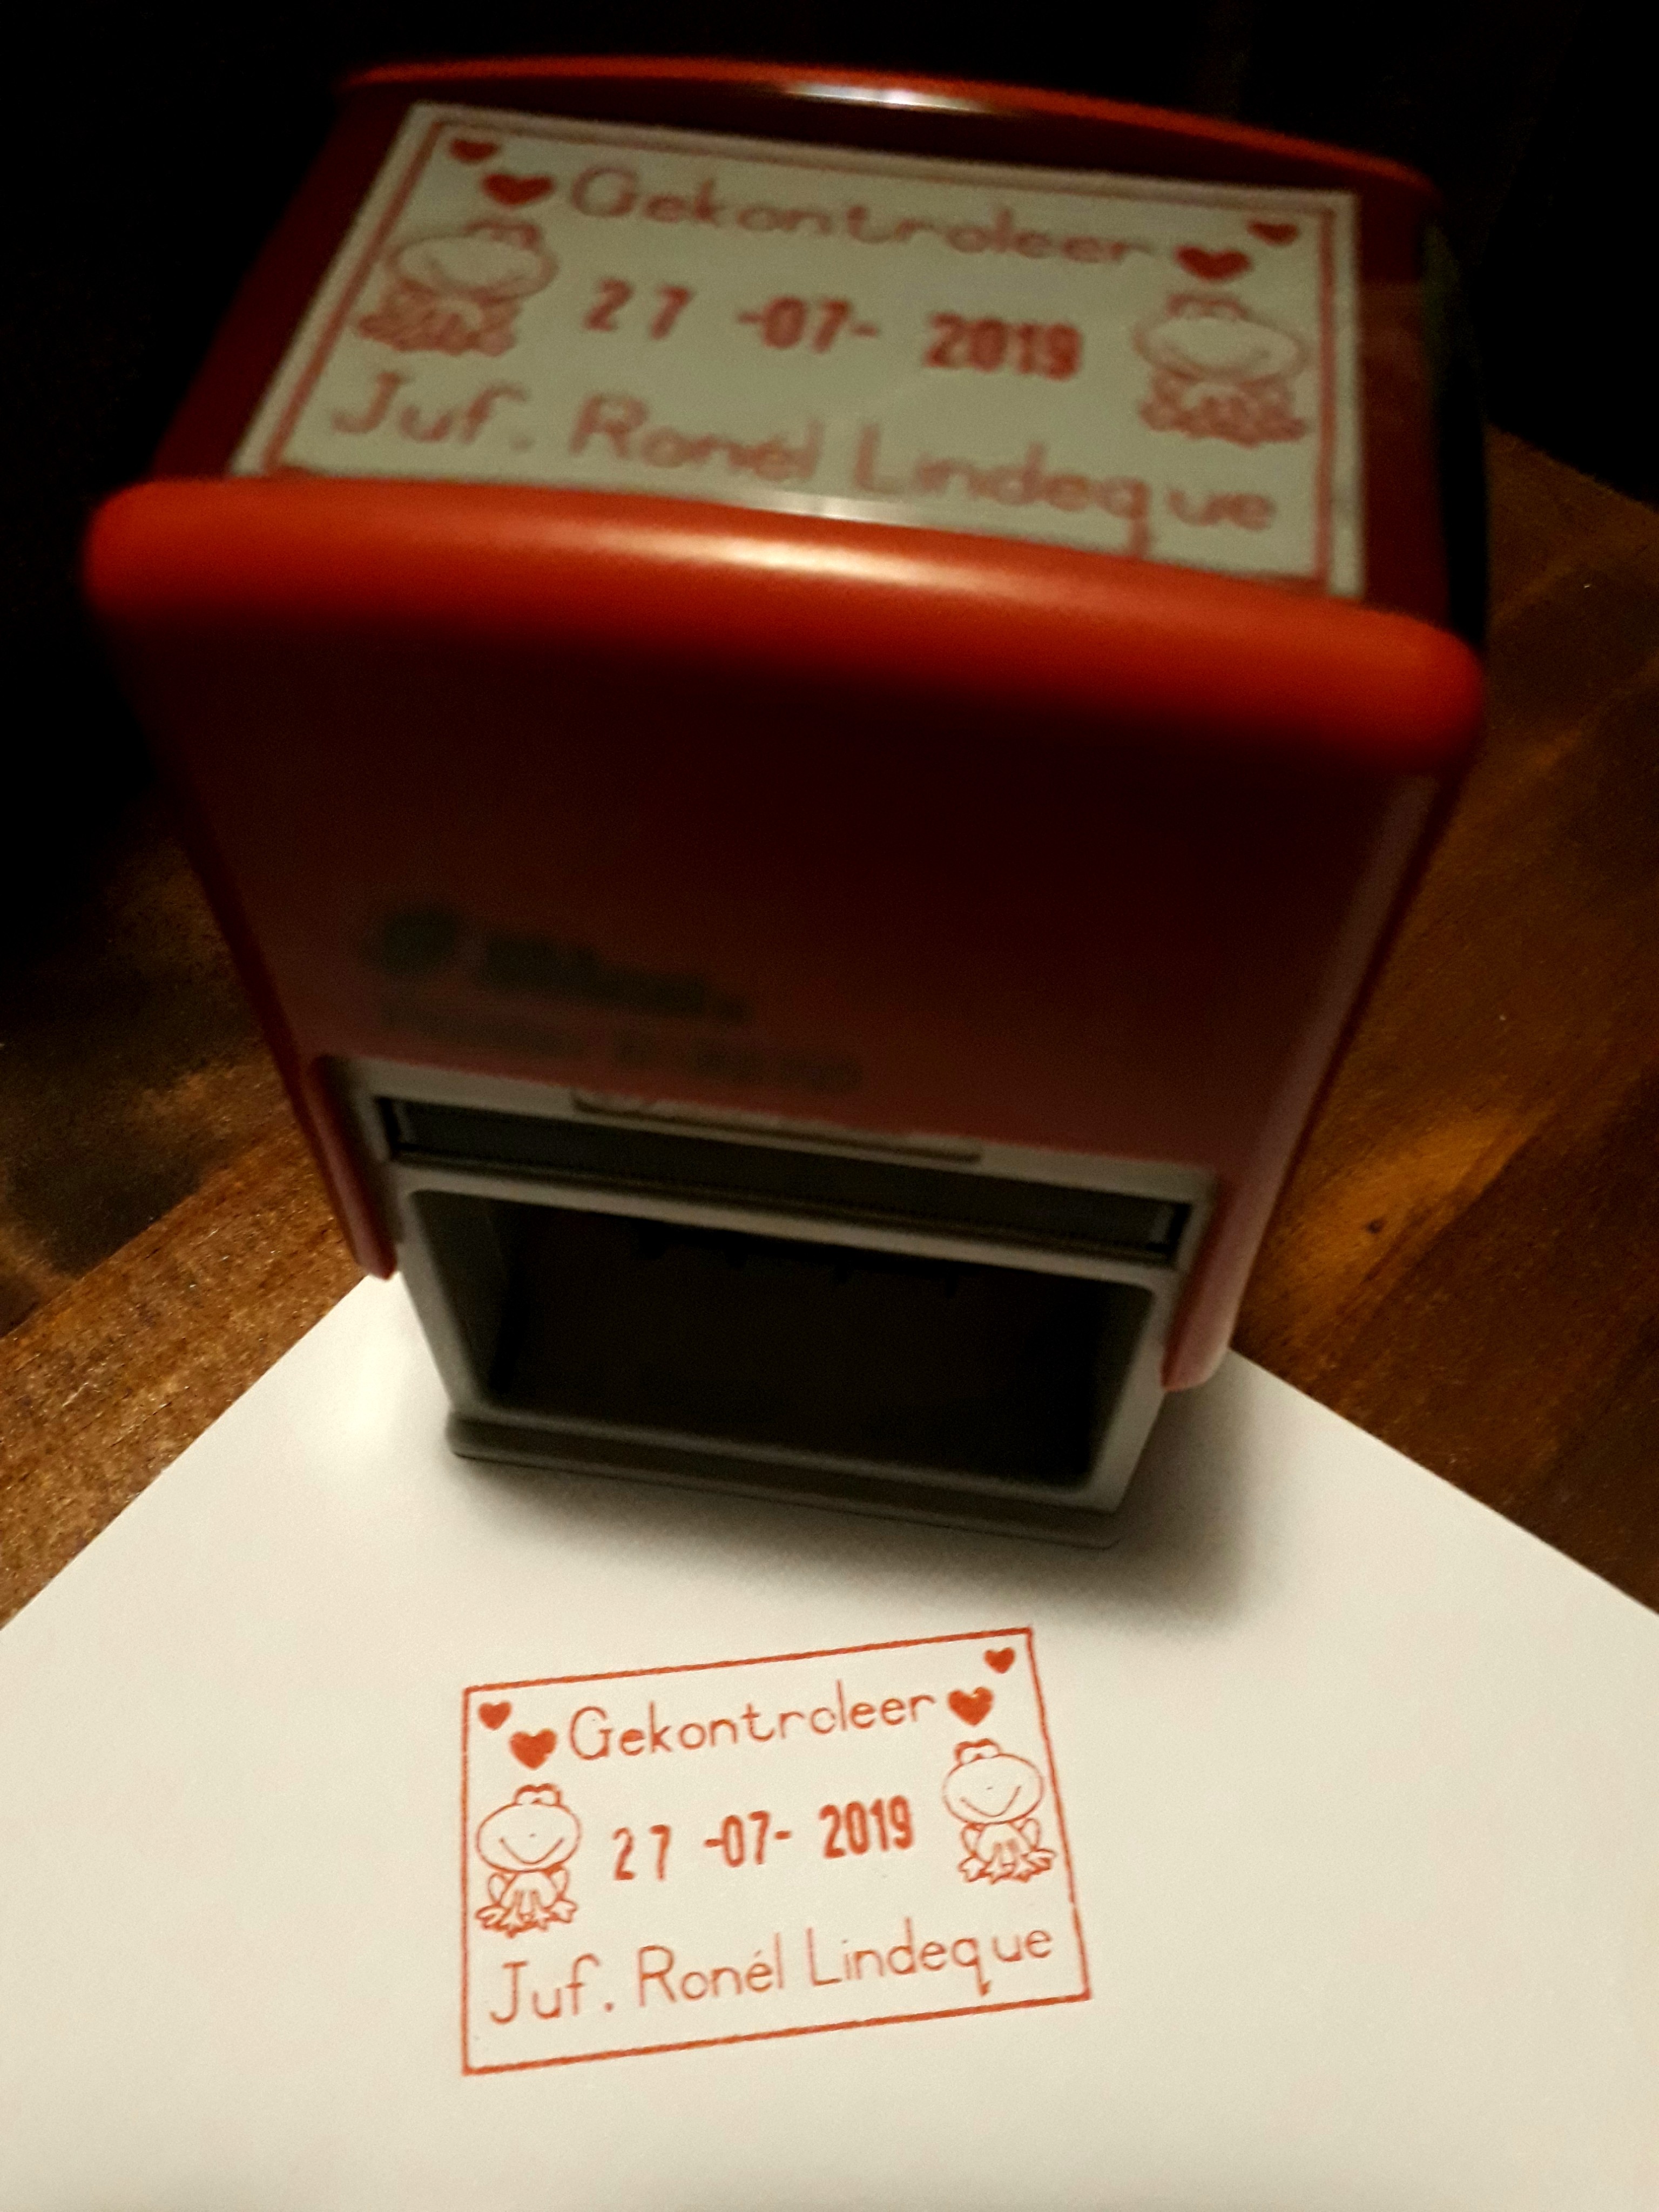 Gekontroleer
27 -07- 2019
Juf. Ronél Lindeque
Gekontroleer
27 -07- 2019
Juf. Ronél Lindeque